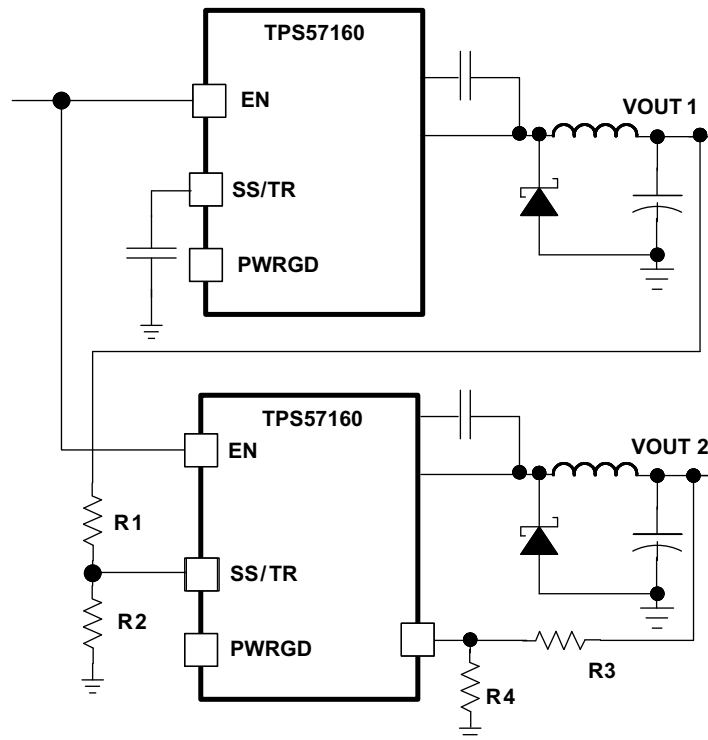 TPS57160
EN
VOUT 1
SS/TR
PWRGD
TPS57160
VOUT 2
EN
R1
SS/TR
R2
PWRGD
R3
R4